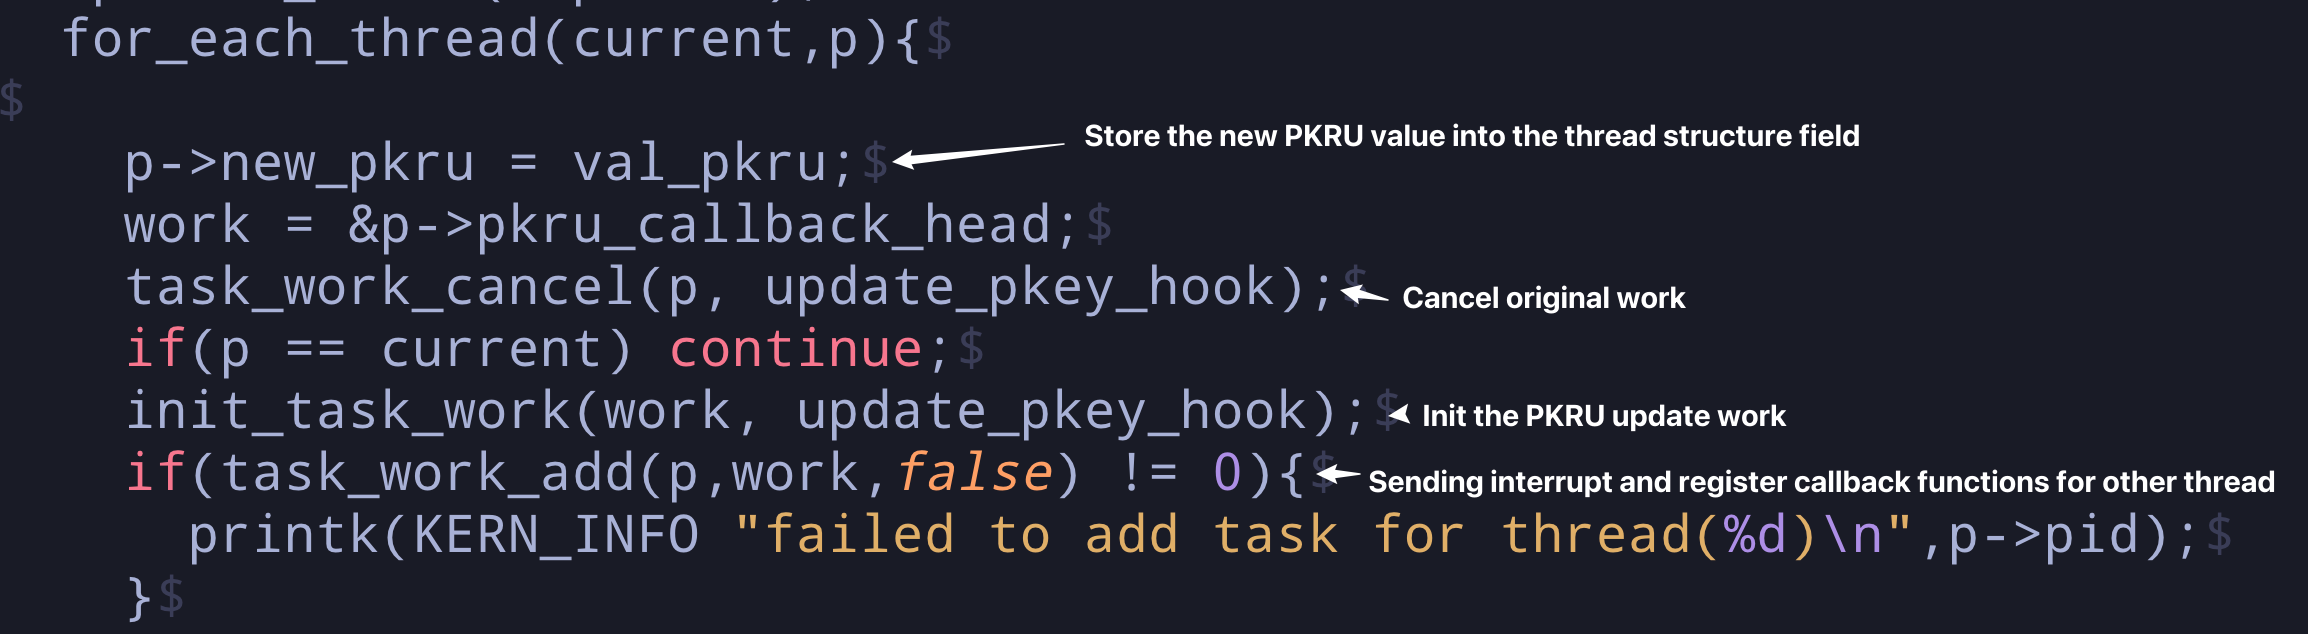 for_each_thread(current,p){$
$
p->new_pkru = val_pkru;$ Store the new PKRU value into the thread structure field
work = &p->pkru_callback_head;$
task_work_cancel(p, update_pkey_hook);$ Cancel original work
if(p == current) continue;$
init_task_work(work, update_pkey_hook);$ Init the PKRU update work
if(task_work_add(p,work,false) != 0){$ Sending interrupt and register callback functions for other thread
printk(KERN_INFO "failed to add task for thread(%d)\n",p->pid);$
}$